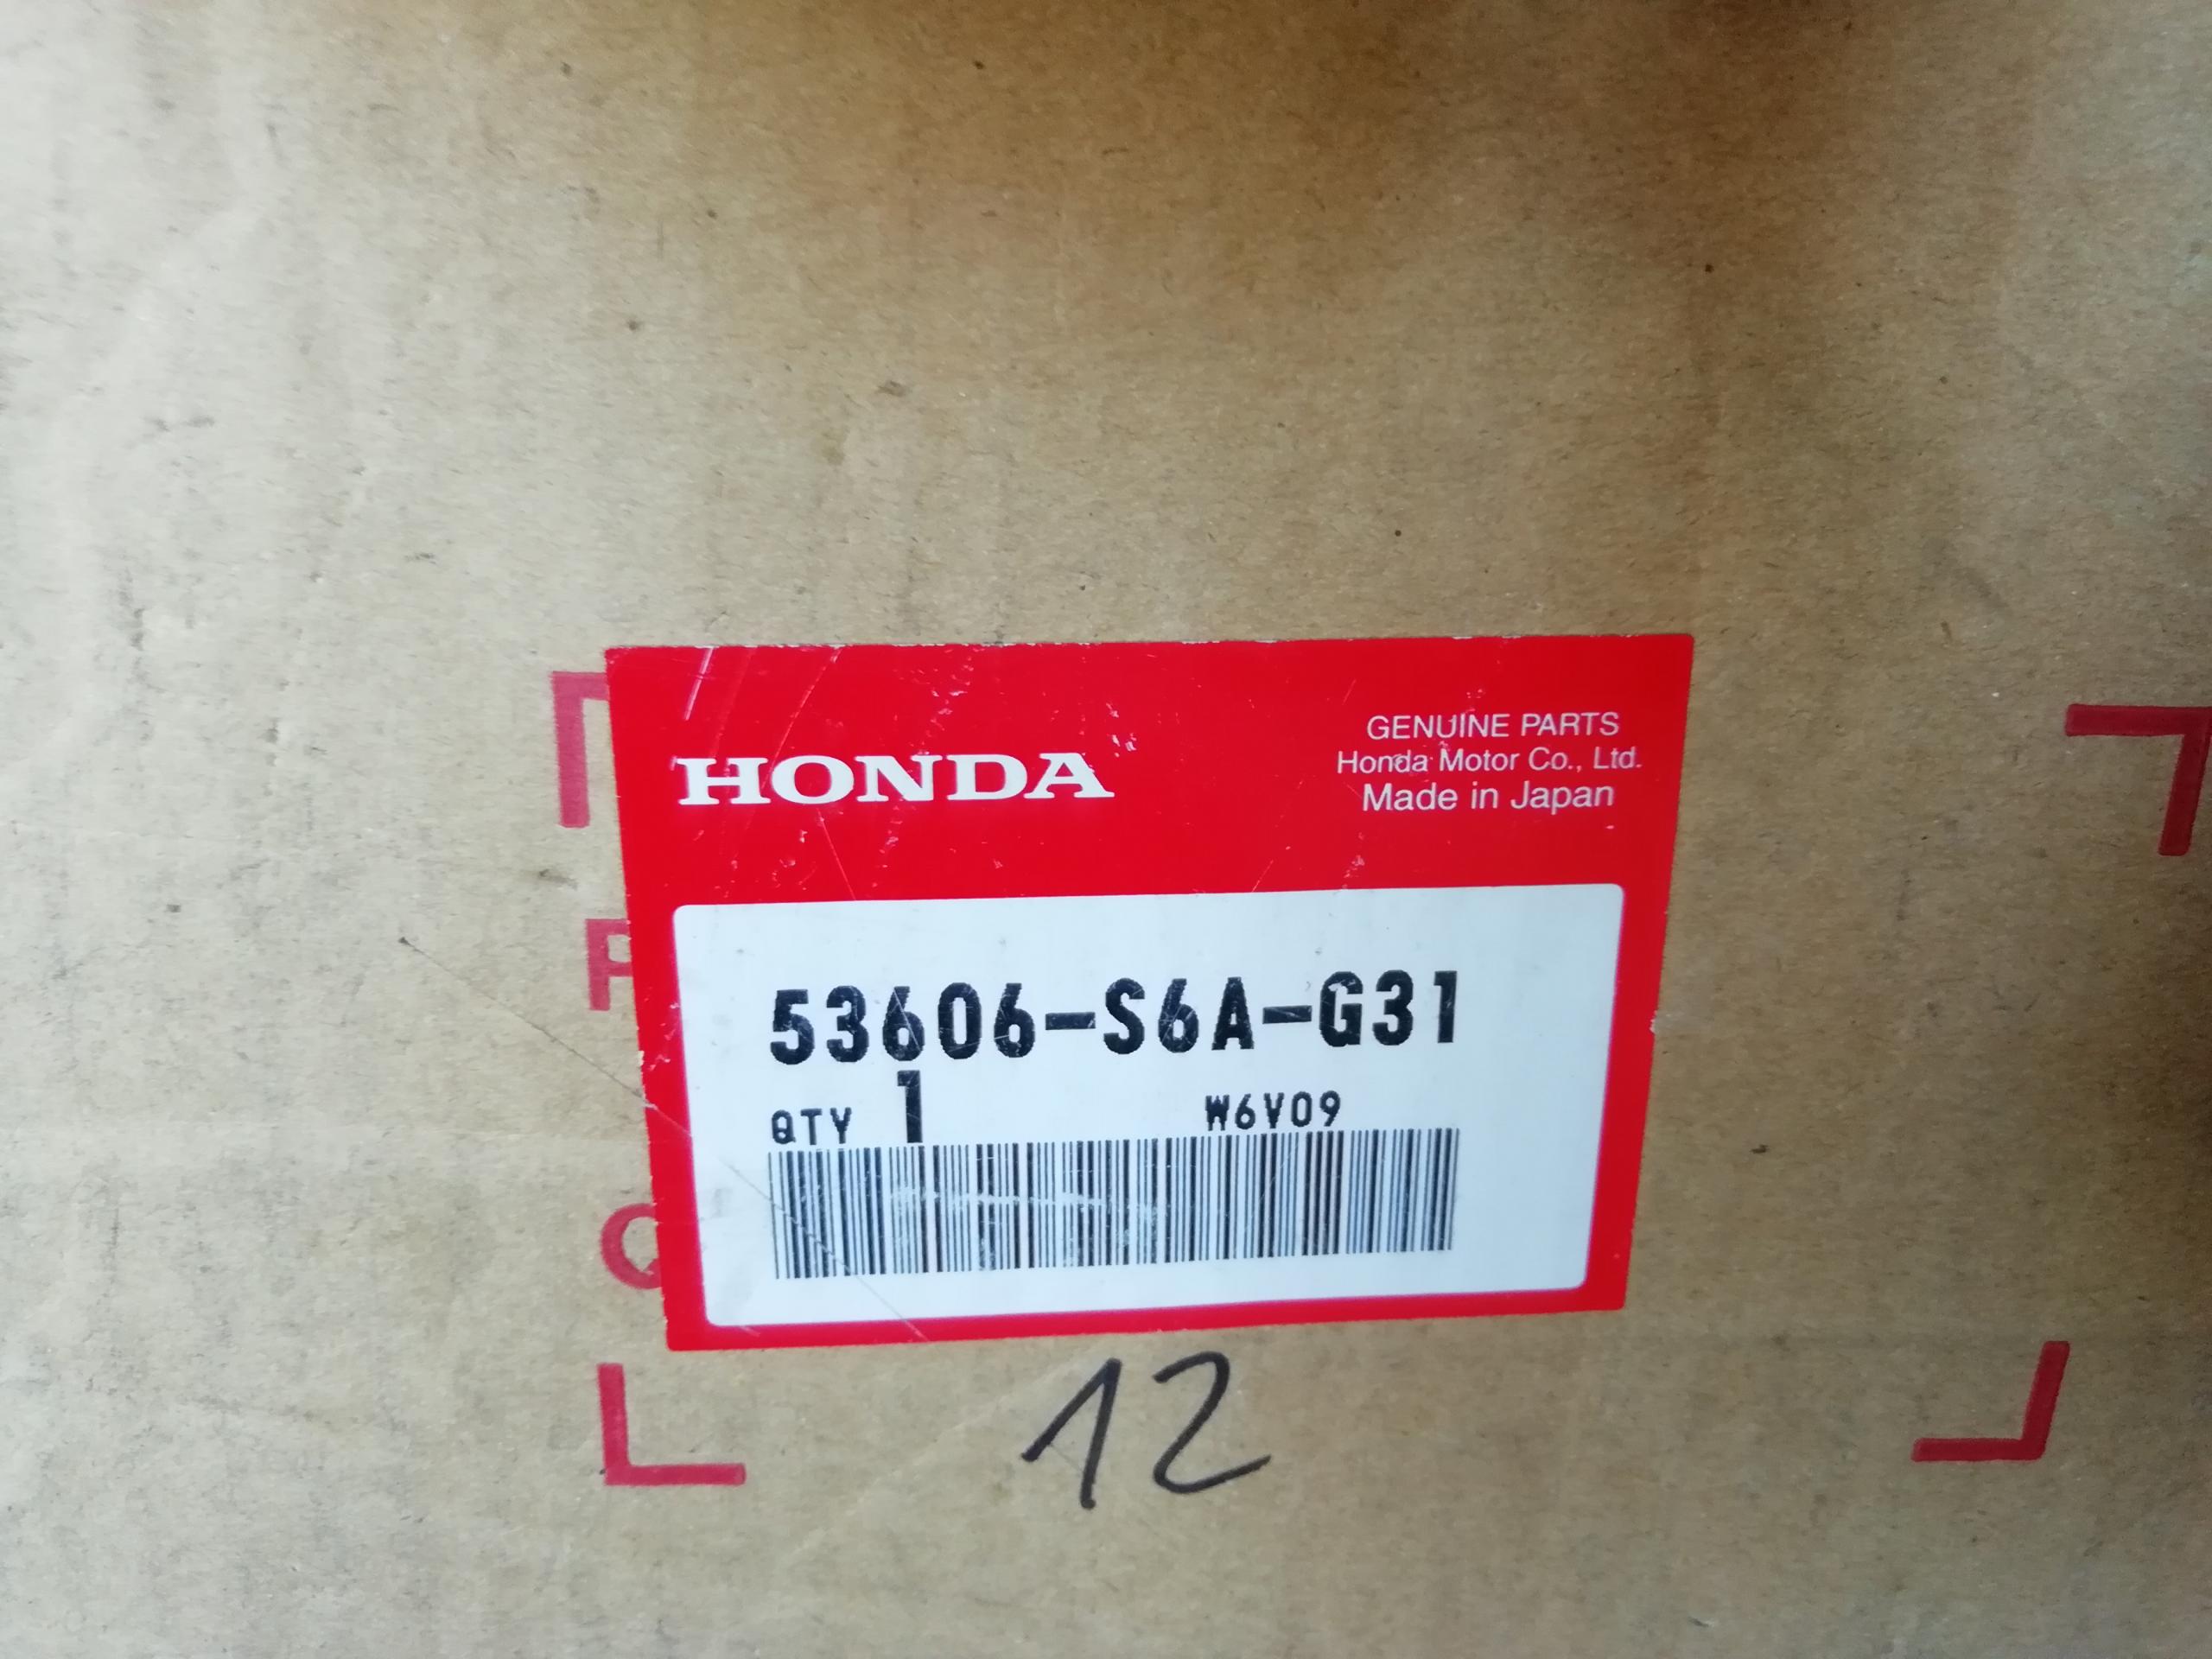 HONDA
GENUINE PARTS
Honda Motor Co., Ltd.
Made in Japan
53606-S6A-G31
QTY 1
W6V09
12